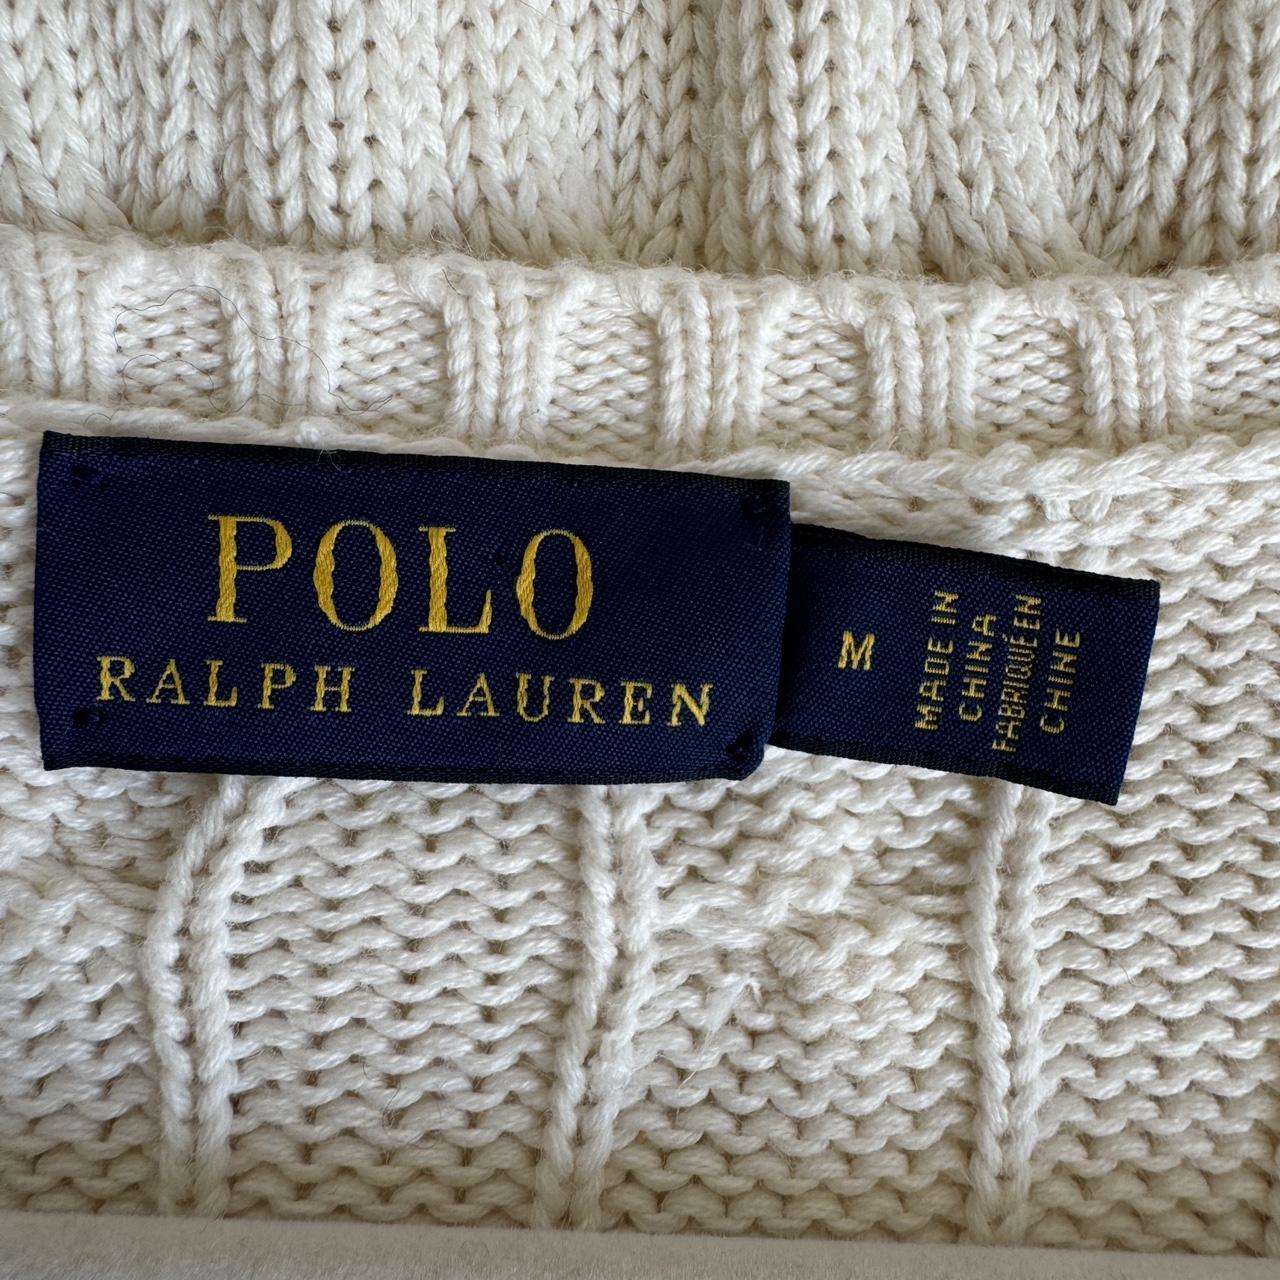 POLO
RALPH LAUREN
M
MADE IN
CHINA
FABRIQUÉ EN
CHINE